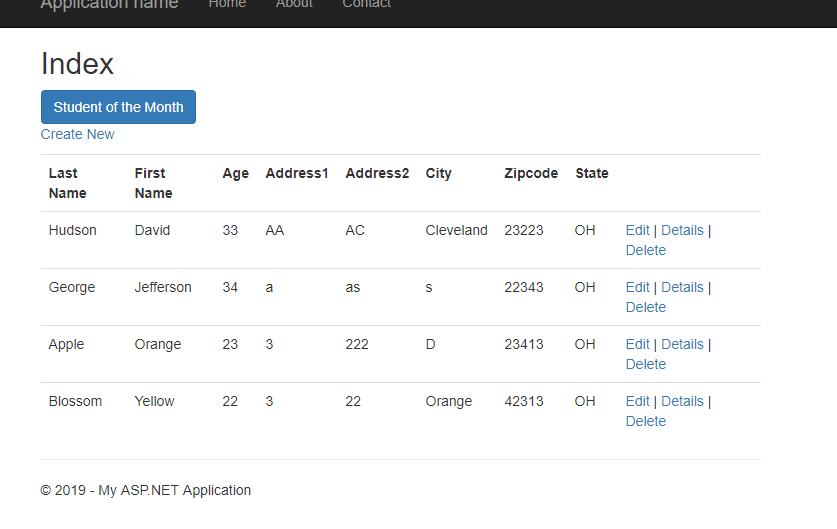 Application name Home About Contact
Index
Student of the Month
Create New
Last Name First Name Age Address1 Address2 City Zipcode State
Hudson David 33 AA AC Cleveland 23223 OH Edit | Details |
Delete
George Jefferson 34 a as s 22343 OH Edit | Details |
Delete
Apple Orange 23 3 222 D 23413 OH Edit | Details |
Delete
Blossom Yellow 22 3 22 Orange 42313 OH Edit | Details |
Delete
© 2019 - My ASP.NET Application